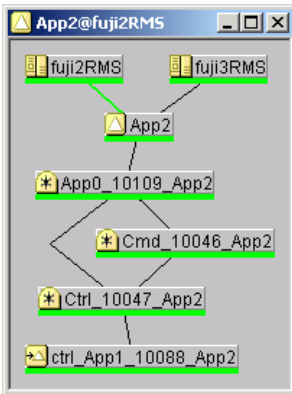 App2@fuji2RMS
fuji2RMS
fuji3RMS
App2
App0_10109_App2
Cmd_10046_App2
Ctrl_10047_App2
ctrl_App1_10088_App2